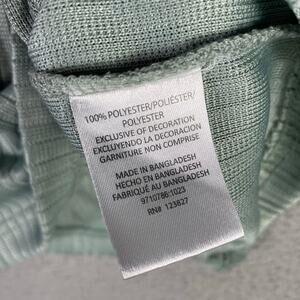 100% POLYESTER/POLIÉSTER/
POLYESTER
EXCLUSIVE OF DECORATION
EXCLUYENDO LA DECORACION
GARNITURE NON COMPRISE
MADE IN BANGLADESH
HECHO EN BANGLADESH
FABRIQUÉ AU BANGLADESH
9710786:1023
RN# 123827